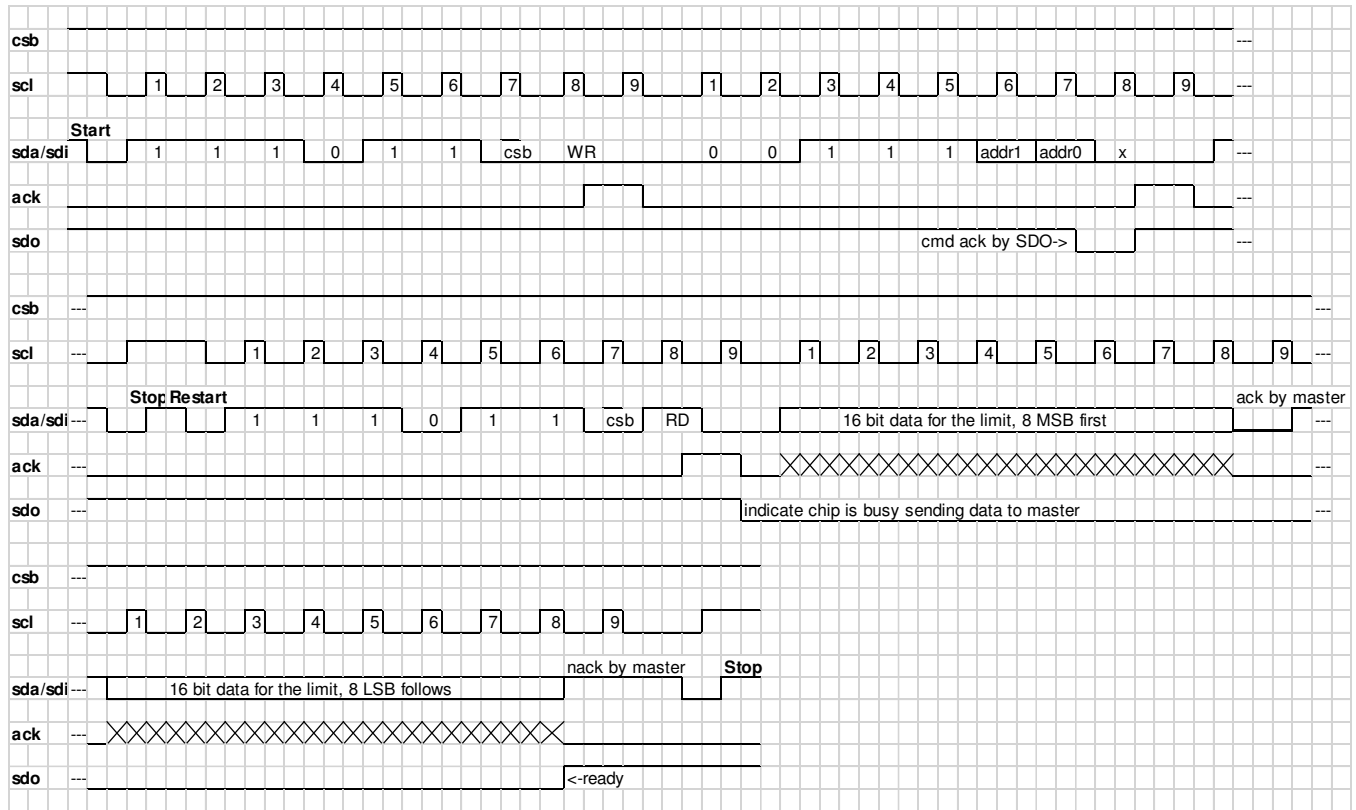 csb ---
scl 1 2 3 4 5 6 7 8 9 1 2 3 4 5 6 7 8 9 ---
Start
sda/sdi 1 1 1 0 1 1 csb WR 0 0 1 1 1 addr1 addr0 x ---
ack ---
sdo cmd ack by SDO-> ---
csb --- ---
scl --- 1 2 3 4 5 6 7 8 9 1 2 3 4 5 6 7 8 9 ---
Stop Restart ack by master
sda/sdi --- 1 1 1 0 1 1 csb RD 16 bit data for the limit, 8 MSB first ---
ack --- ---
sdo --- indicate chip is busy sending data to master ---
csb ---
scl --- 1 2 3 4 5 6 7 8 9
nack by master Stop
sda/sdi --- 16 bit data for the limit, 8 LSB follows
ack ---
sdo --- <-ready